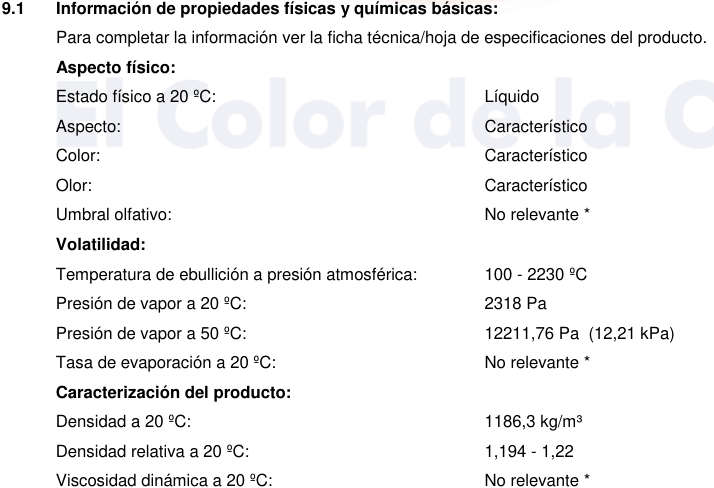 9.1 Información de propiedades físicas y químicas básicas:
Para completar la información ver la ficha técnica/hoja de especificaciones del producto.
Aspecto físico:
Estado físico a 20 ºC: Líquido
El Color de la C
Aspecto: Característico
Color: Característico
Olor: Característico
Umbral olfativo: No relevante *
Volatilidad:
Temperatura de ebullición a presión atmosférica: 100 - 2230 ºC
Presión de vapor a 20 ºC: 2318 Pa
Presión de vapor a 50 ºC: 12211,76 Pa (12,21 kPa)
Tasa de evaporación a 20 ºC: No relevante *
Caracterización del producto:
Densidad a 20 ºC: 1186,3 kg/m³
Densidad relativa a 20 ºC: 1,194 - 1,22
Viscosidad dinámica a 20 ºC: No relevante *